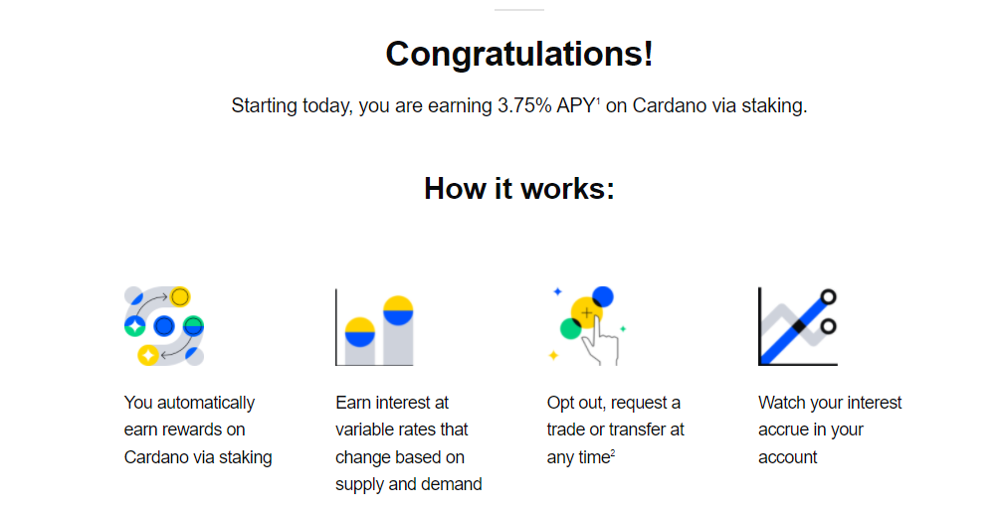 Congratulations!
Starting today, you are earning 3.75% APY¹ on Cardano via staking.
How it works:
You automatically
earn rewards on
Cardano via staking
Earn interest at
variable rates that
change based on
supply and demand
Opt out, request a
trade or transfer at
any time²
Watch your interest
accrue in your
account